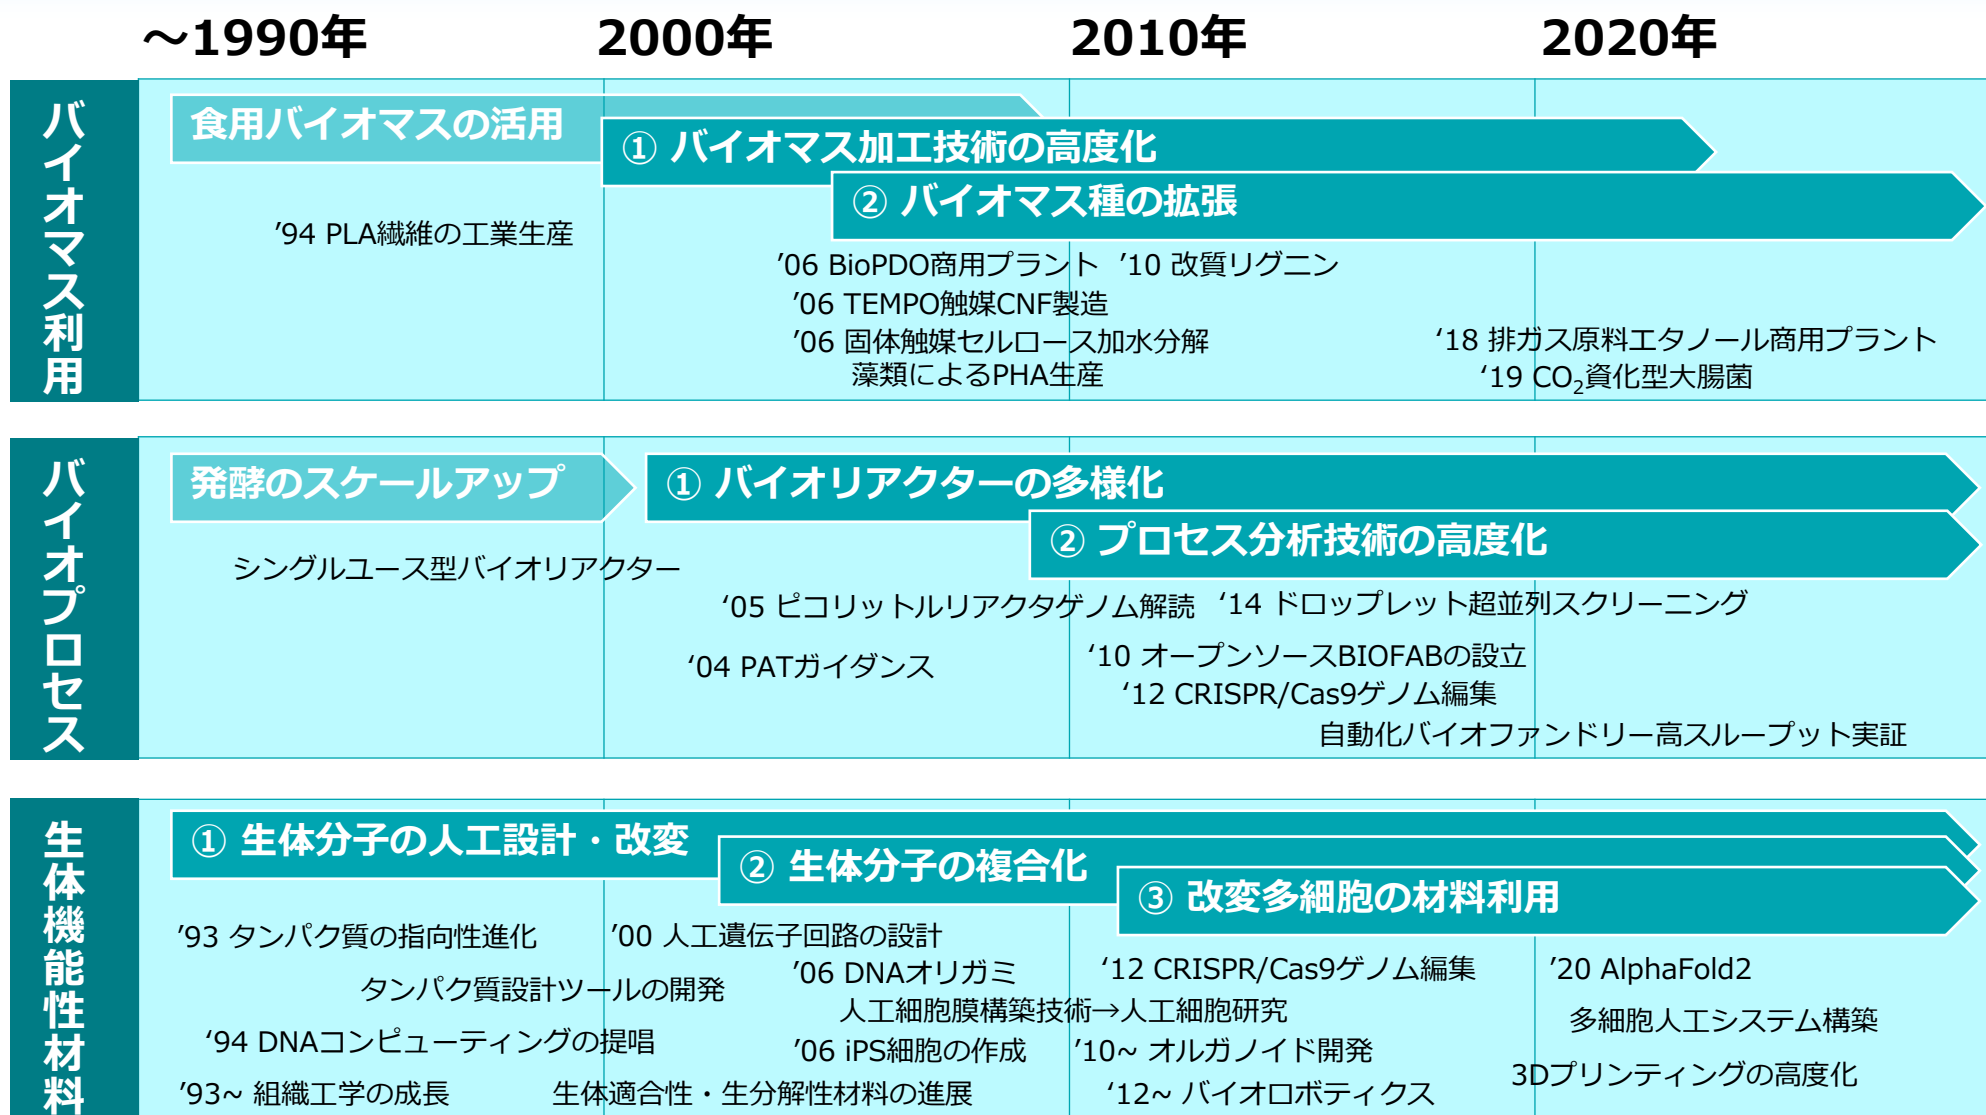 ～1990年
2000年
2010年
2020年
バイオマス利用
食用バイオマスの活用
① バイオマス加工技術の高度化
② バイオマス種の拡張
’94 PLA繊維の工業生産
’06 BioPDO商用プラント
’10 改質リグニン
’06 TEMPO触媒CNF製造
’06 固体触媒セルロース加水分解
藻類によるPHA生産
‘18 排ガス原料エタノール商用プラント
‘19 CO₂資化型大腸菌
バイオプロセス
発酵のスケールアップ
① バイオリアクターの多様化
② プロセス分析技術の高度化
シングルユース型バイオリアクター
‘05 ピコリットルリアクタゲノム解読
‘14 ドロップレット超並列スクリーニング
‘04 PATガイダンス
‘10 オープンソースBIOFABの設立
‘12 CRISPR/Cas9ゲノム編集
自動化バイオファンドリー高スループット実証
生体機能性材料
① 生体分子の人工設計・改変
② 生体分子の複合化
③ 改変多細胞の材料利用
’93 タンパク質の指向性進化
’00 人工遺伝子回路の設計
タンパク質設計ツールの開発
’06 DNAオリガミ
‘12 CRISPR/Cas9ゲノム編集
’20 AlphaFold2
人工細胞膜構築技術→人工細胞研究
多細胞人工システム構築
‘94 DNAコンピューティングの提唱
’06 iPS細胞の作成
’10~ オルガノイド開発
3Dプリンティングの高度化
’93~ 組織工学の成長
生体適合性・生分解性材料の進展
‘12~ バイオロボティクス